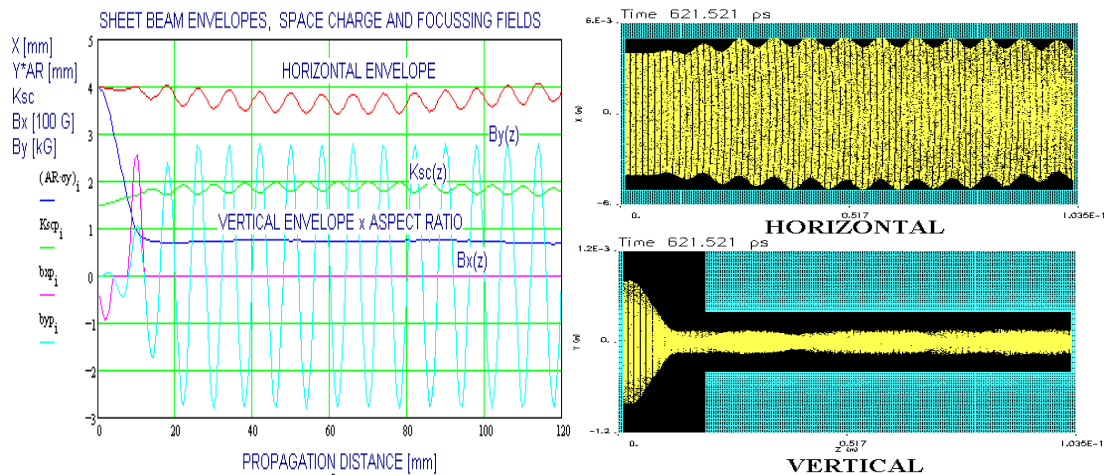 SHEET BEAM ENVELOPES, SPACE CHARGE AND FOCUSSING FIELDS
X [mm]
Y*AR [mm]
Ksc
Bx [100 G]
By [kG]
(AR·σy)i
Kscpi
bxpi
bypi
5
4
3
2
1
0
−1
−2
−3
HORIZONTAL ENVELOPE
By(z)
Ksc(z)
VERTICAL ENVELOPE x ASPECT RATIO
Bx(z)
0 20 40 60 80 100 120
PROPAGATION DISTANCE [mm]
Time 621.521 ps
6.E-3
X (m)
0.
-6.
0. 0.517 1.035E-1
HORIZONTAL
Time 621.521 ps
1.2E-3
Y (m)
0.
-1.2
0. 0.517 1.035E-1
Z (m)
VERTICAL